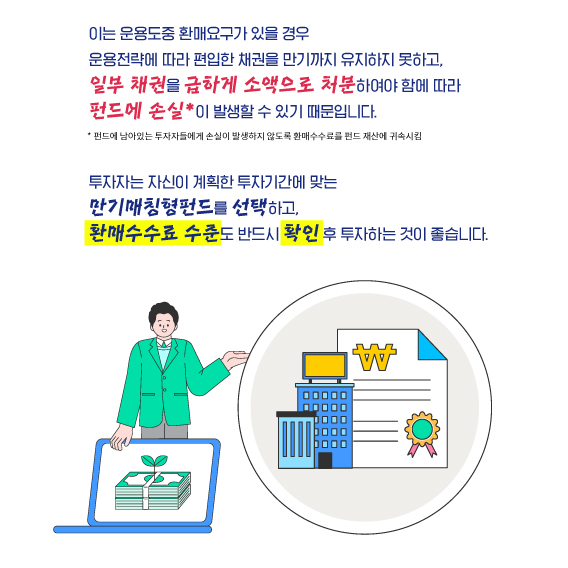 이는 운용도중 환매요구가 있을 경우
운용전략에 따라 편입한 채권을 만기까지 유지하지 못하고,
일부 채권을 급하게 소액으로 처분하여야 함에 따라
펀드에 손실*이 발생할 수 있기 때문입니다.
* 펀드에 남아있는 투자자들에게 손실이 발생하지 않도록 환매수수료를 펀드 재산에 귀속시킴
투자자는 자신이 계획한 투자기간에 맞는
만기매칭형펀드를 선택하고,
환매수수료 수준도 반드시 확인 후 투자하는 것이 좋습니다.
₩